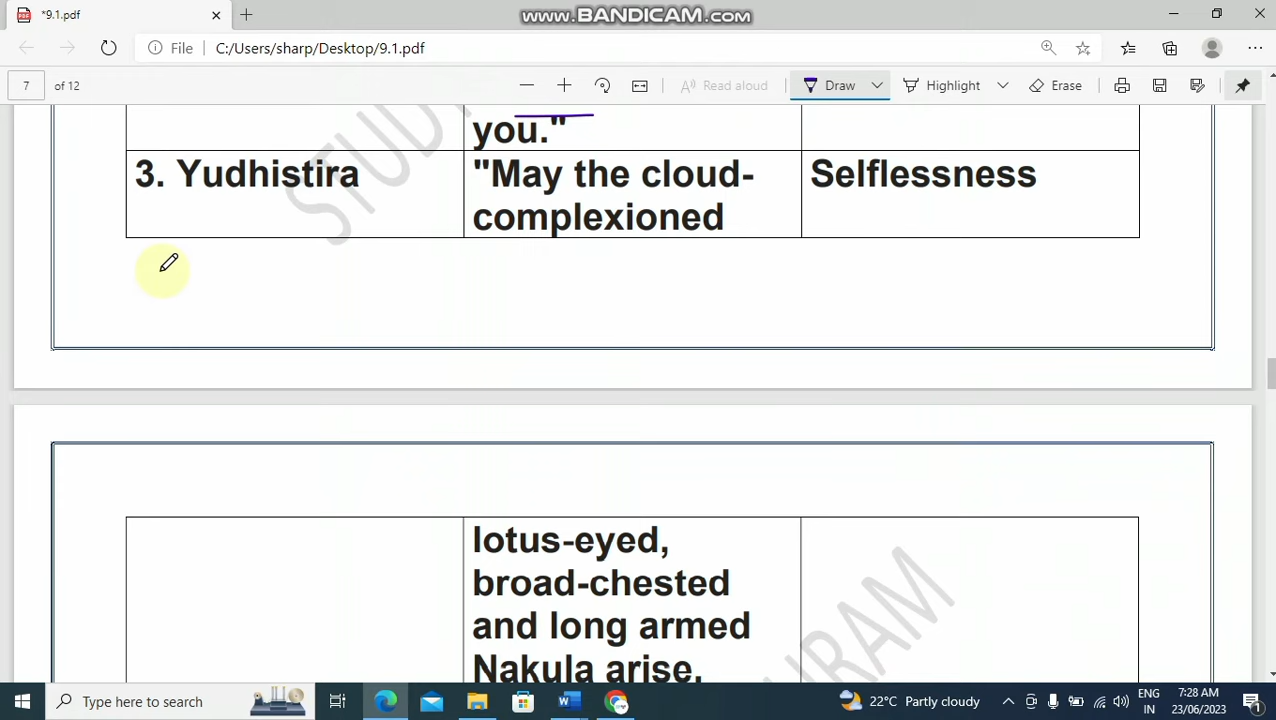 *9.1.pdf
www.BANDICAM.com
File C:/Users/sharp/Desktop/9.1.pdf
7 of 12 Read aloud Draw Highlight Erase
you."
3. Yudhistira "May the cloud- Selflessness
complexioned
lotus-eyed,
broad-chested
and long armed
Nakula arise,
Type here to search 22°C Partly cloudy ENG 7:28 AM
IN 23/06/2023